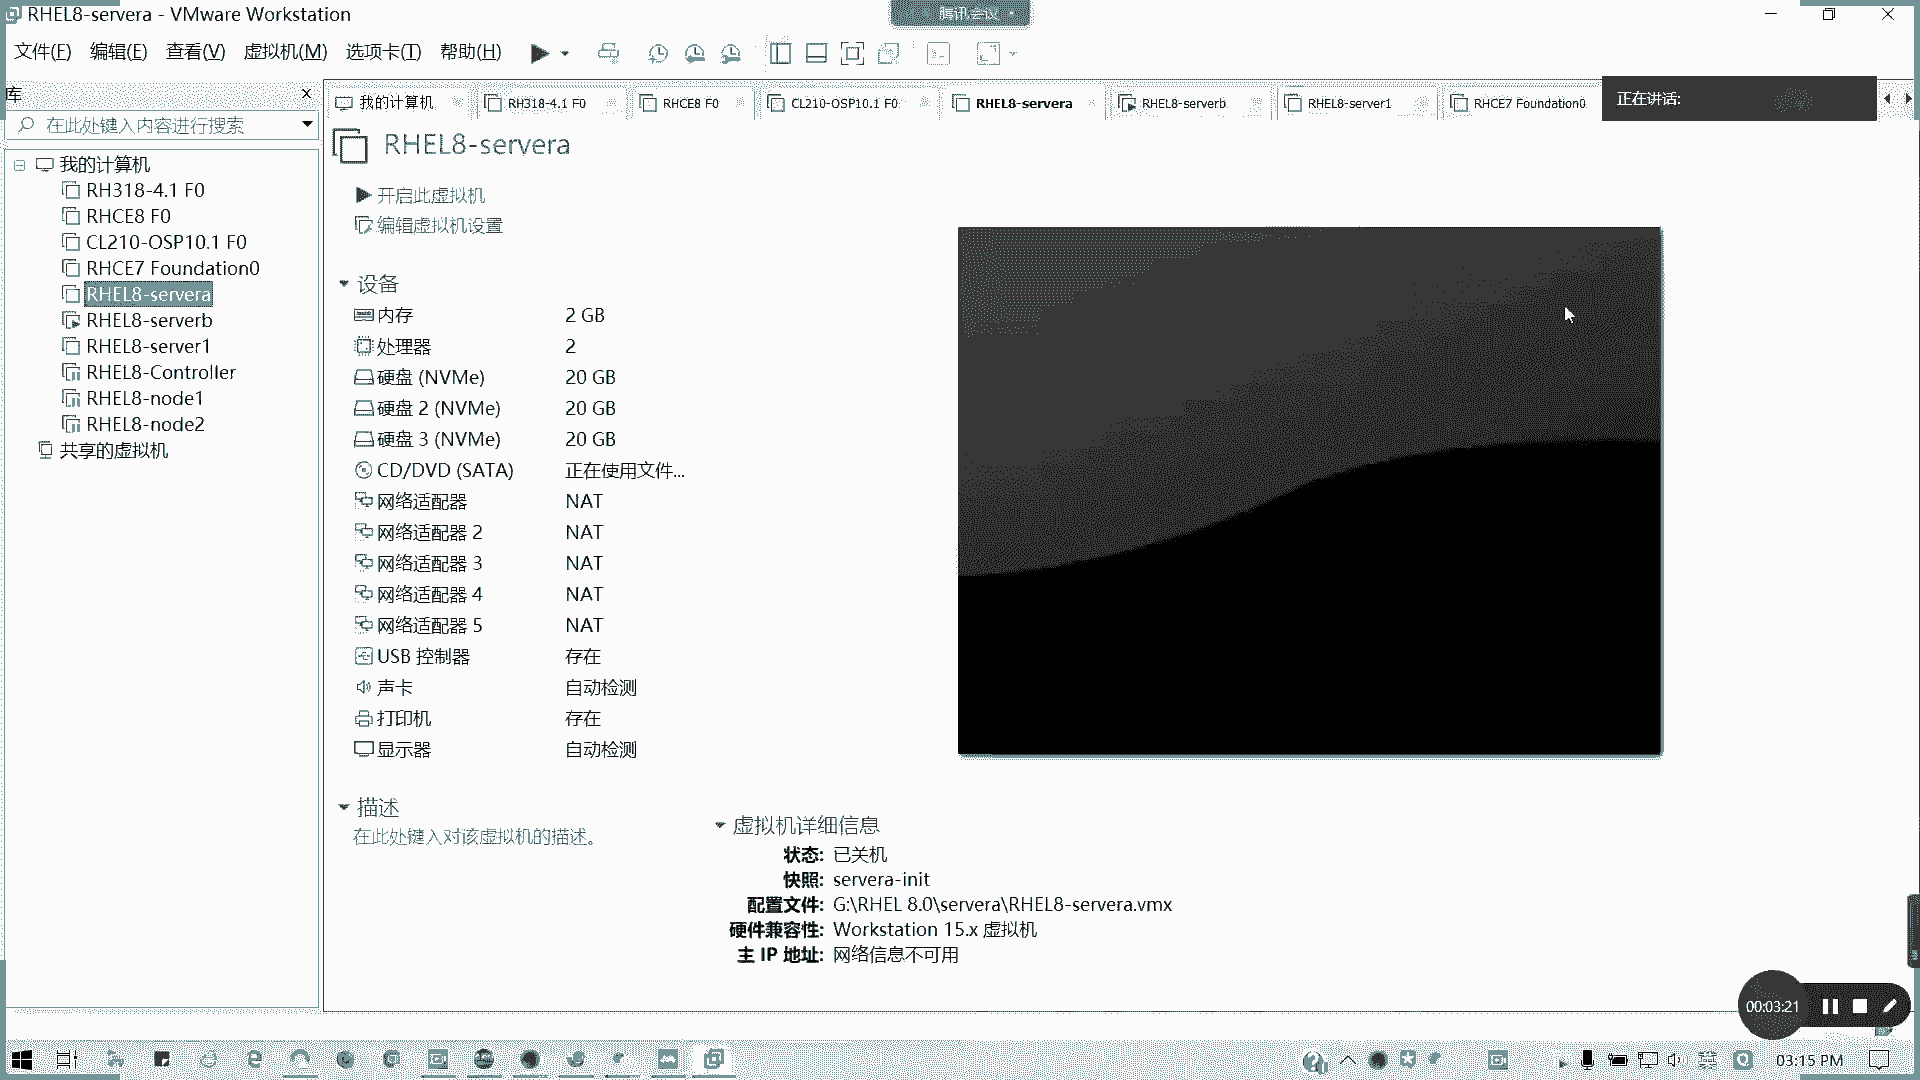 RHEL8-servera - VMware Workstation
腾讯会议
文件(F) 编辑(E) 查看(V) 虚拟机(M) 选项卡(T) 帮助(H)
库
在此处键入内容进行搜索
我的计算机
RH318-4.1 F0
RHCE8 F0
CL210-OSP10.1 F0
RHCE7 Foundation0
RHEL8-servera
RHEL8-serverb
RHEL8-server1
RHEL8-Controller
RHEL8-node1
RHEL8-node2
共享的虚拟机
我的计算机 RH318-4.1 F0 RHCE8 F0 CL210-OSP10.1 F0 RHEL8-servera RHEL8-serverb RHEL8-server1 RHCE7 Foundation0
正在讲话:
RHEL8-servera
开启此虚拟机
编辑虚拟机设置
设备
内存 2 GB
处理器 2
硬盘 (NVMe) 20 GB
硬盘 2 (NVMe) 20 GB
硬盘 3 (NVMe) 20 GB
CD/DVD (SATA) 正在使用文件...
网络适配器 NAT
网络适配器 2 NAT
网络适配器 3 NAT
网络适配器 4 NAT
网络适配器 5 NAT
USB 控制器 存在
声卡 自动检测
打印机 存在
显示器 自动检测
描述
在此处键入对该虚拟机的描述。
虚拟机详细信息
状态: 已关机
快照: servera-init
配置文件: G:\RHEL 8.0\servera\RHEL8-servera.vmx
硬件兼容性: Workstation 15.x 虚拟机
主 IP 地址: 网络信息不可用
00:03:21
英
03:15 PM